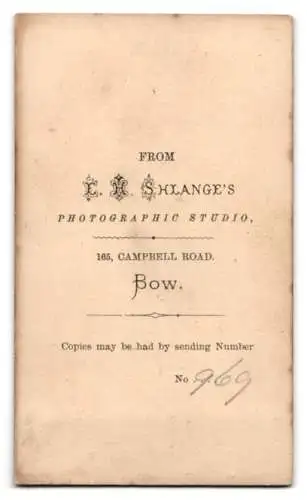 FROM
E. H. SHLANGE'S
PHOTOGRAPHIC STUDIO,
165, CAMPBELL ROAD.
BOW.
Copies may be had by sending Number
No 969